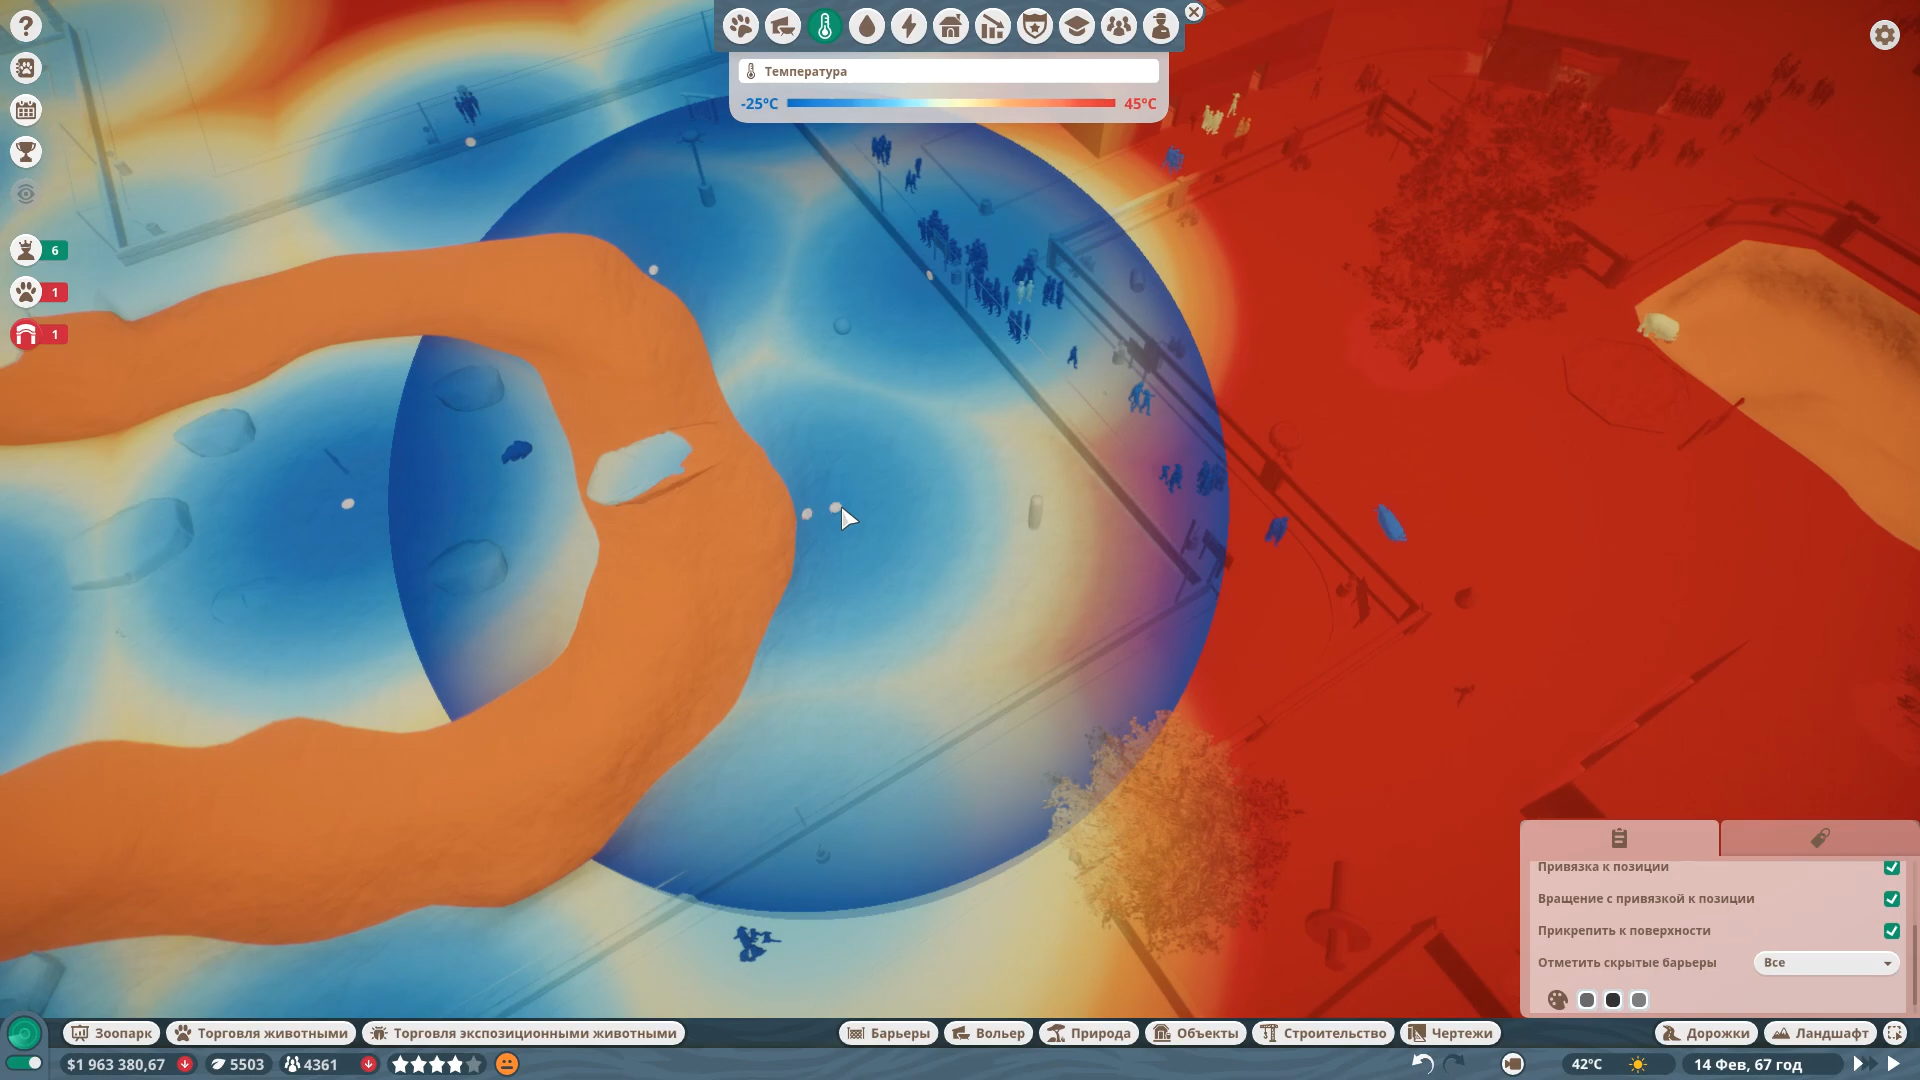 Температура
-25°C
45°C
6
1
1
Привязка к позиции
Вращение с привязкой к позиции
Прикрепить к поверхности
Отметить скрытые барьеры
Все
Зоопарк
Торговля животными
Торговля экспозиционными животными
Барьеры
Вольер
Природа
Объекты
Строительство
Чертежи
Дорожки
Ландшафт
$1 963 380,67
5503
4361
42°C
14 Фев, 67 год